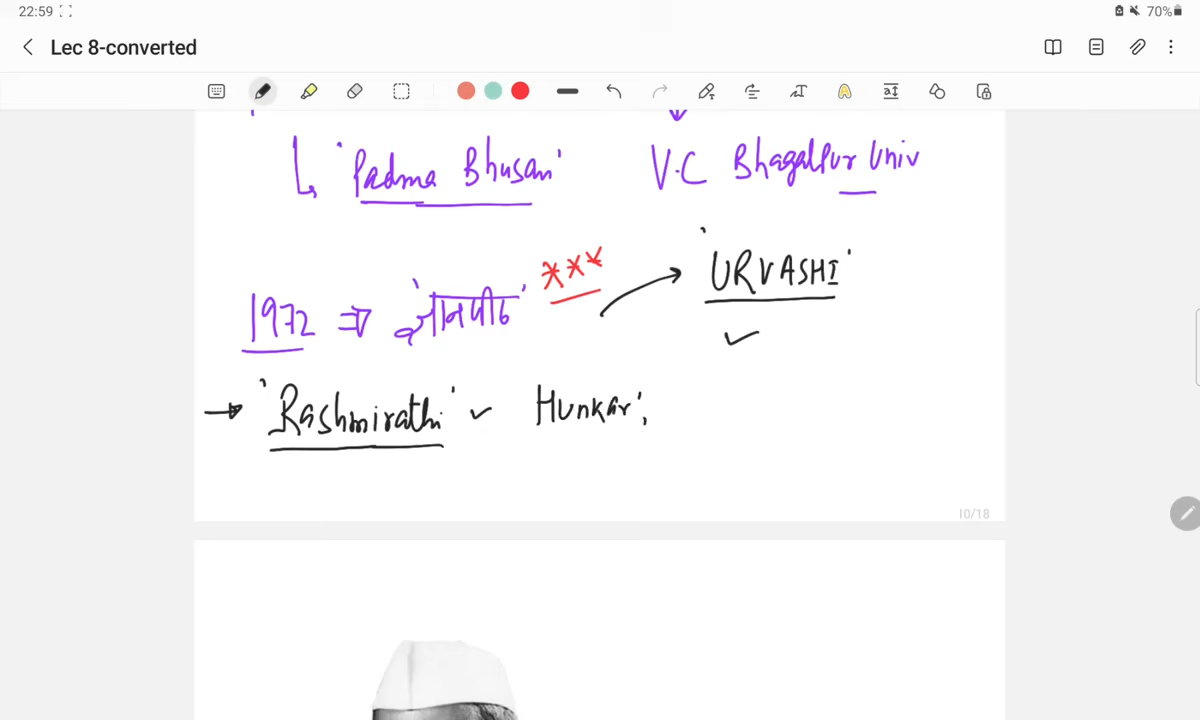 22:59 70%
Lec 8-converted
'Padma Bhusan' V.C Bhagalpur Univ
1972 ⇒ 'ज्ञानपीठ' *** → 'URVASHI' ✓
→ 'Rashmirathi' ✓ Hunkar',
10/18